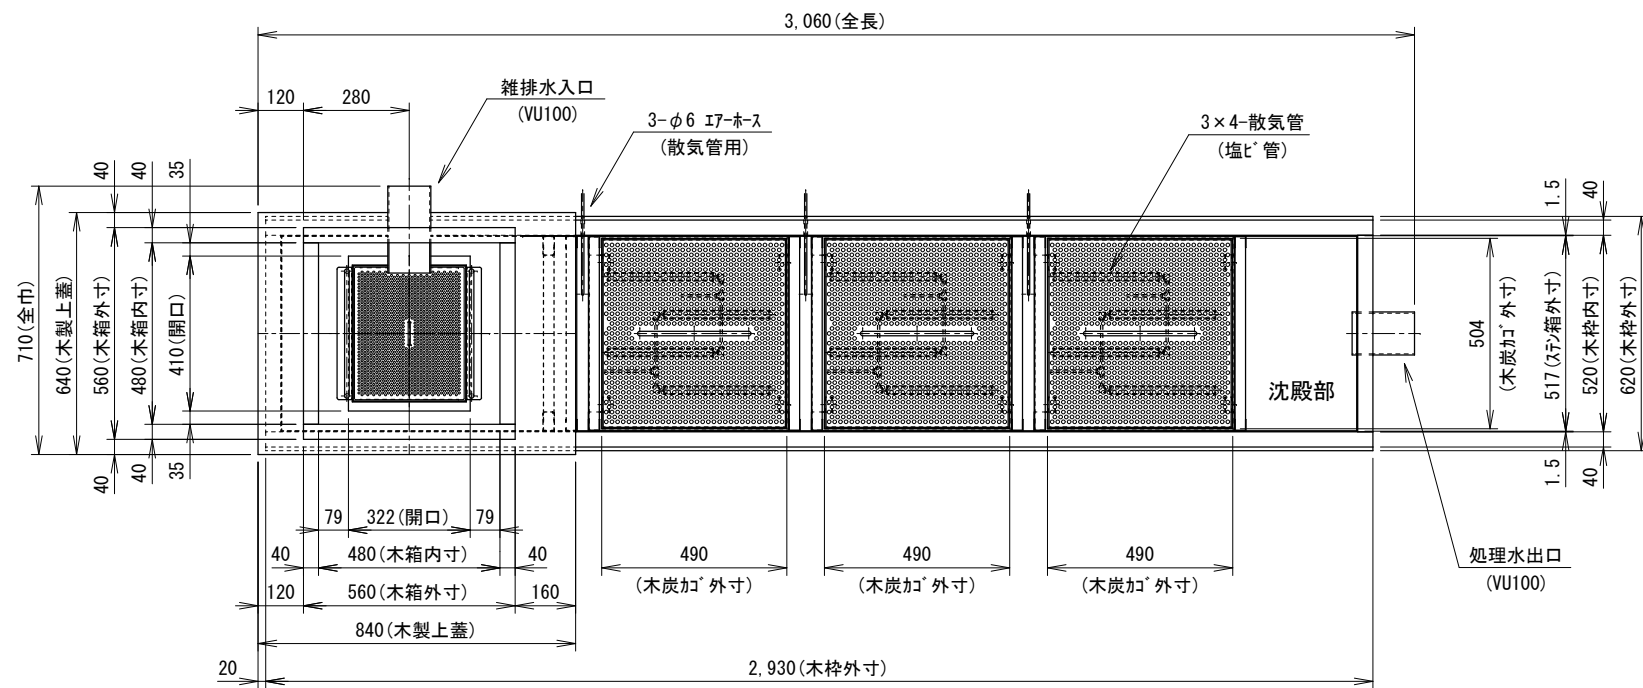 3,060(全長)
雑排水入口
(VU100)
120
280
3-φ6 ｴｱｰﾎｰｽ
(散気管用)
3×4-散気管
(塩ﾋﾞ管)
40
40
35
1.5
40
710(全巾)
640(木製上蓋)
560(木箱外寸)
480(木箱内寸)
410(開口)
504
(木炭ｶｺﾞ外寸)
517(ｽﾃﾝ箱外寸)
520(木枠内寸)
620(木枠外寸)
沈殿部
40
40
35
1.5
40
79
322(開口)
79
40
480(木箱内寸)
40
490
(木炭ｶｺﾞ外寸)
490
(木炭ｶｺﾞ外寸)
490
(木炭ｶｺﾞ外寸)
処理水出口
(VU100)
120
560(木箱外寸)
160
840(木製上蓋)
20
2,930(木枠外寸)